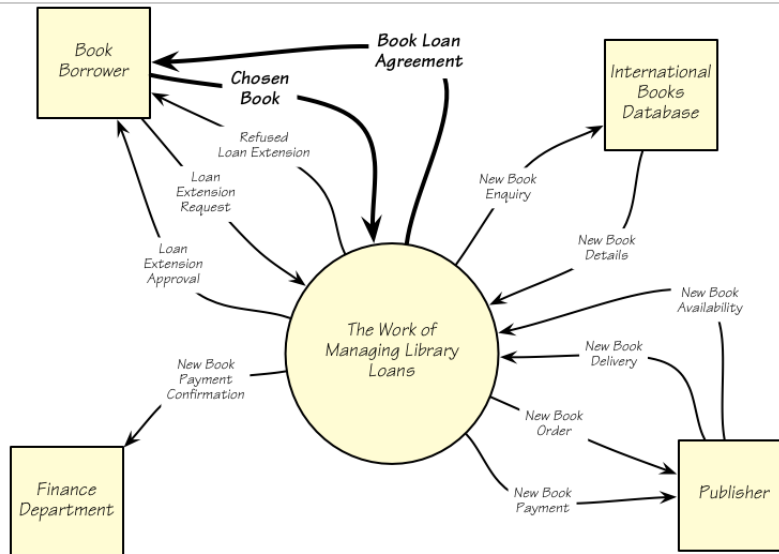 Book
Borrower
Book Loan
Agreement
Chosen
Book
International
Books
Database
Refused
Loan Extension
Loan
Extension
Request
New Book
Enquiry
Loan
Extension
Approval
New Book
Details
New Book
Availability
The Work of
Managing Library
Loans
New Book
Delivery
New Book
Payment
Confirmation
New Book
Order
Finance
Department
New Book
Payment
Publisher